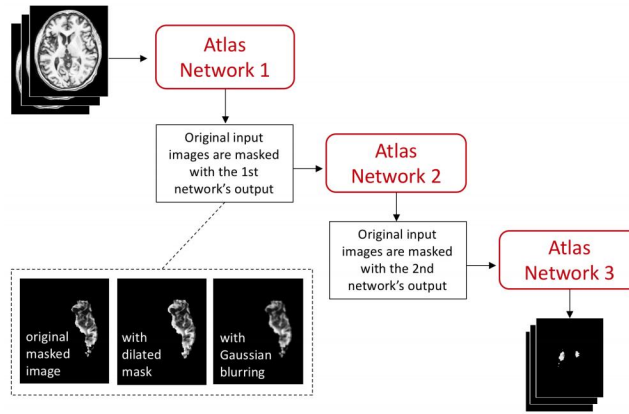 Atlas
Network 1
Original input
images are masked
with the 1st
network's output
Atlas
Network 2
Original input
images are masked
with the 2nd
network's output
Atlas
Network 3
original
masked
image
with
dilated
mask
with
Gaussian
blurring